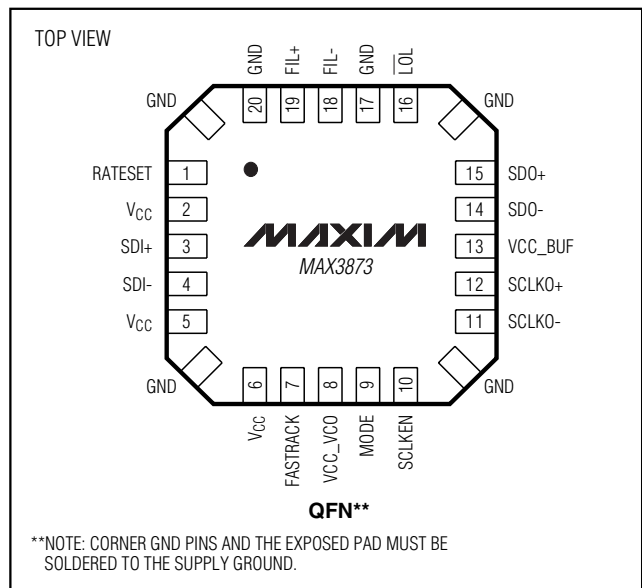 TOP VIEW
GND
FIL+
FIL-
GND
LOL
GND
GND
20
19
18
17
16
RATESET 1
VCC 2
SDI+ 3
SDI- 4
VCC 5
MAXIM
MAX3873
15 SDO+
14 SDO-
13 VCC_BUF
12 SCLKO+
11 SCLKO-
GND
GND
6
7
8
9
10
VCC
FASTRACK
VCC_VCO
MODE
SCLKEN
QFN**
**NOTE: CORNER GND PINS AND THE EXPOSED PAD MUST BE
SOLDERED TO THE SUPPLY GROUND.